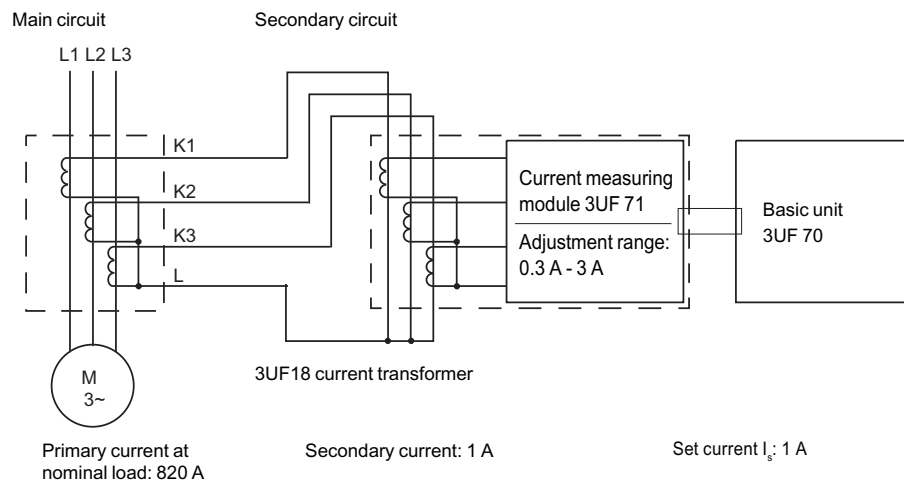 Main circuit
Secondary circuit
L1 L2 L3
K1
K2
K3
L
Current measuring
module 3UF 71
Adjustment range:
0.3 A - 3 A
Basic unit
3UF 70
M
3~
3UF18 current transformer
Primary current at
nominal load: 820 A
Secondary current: 1 A
Set current Is: 1 A